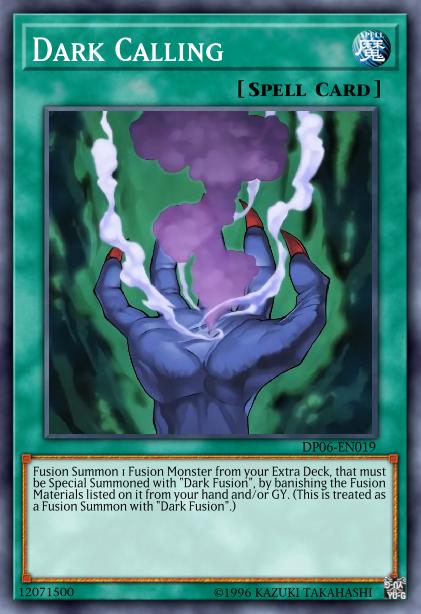 DARK CALLING
SPELL
魔
[SPELL CARD]
DP06-EN019
Fusion Summon 1 Fusion Monster from your Extra Deck, that must
be Special Summoned with "Dark Fusion", by banishing the Fusion
Materials listed on it from your hand and/or GY. (This is treated as
a Fusion Summon with "Dark Fusion".)
12071500
©1996 KAZUKI TAKAHASHI